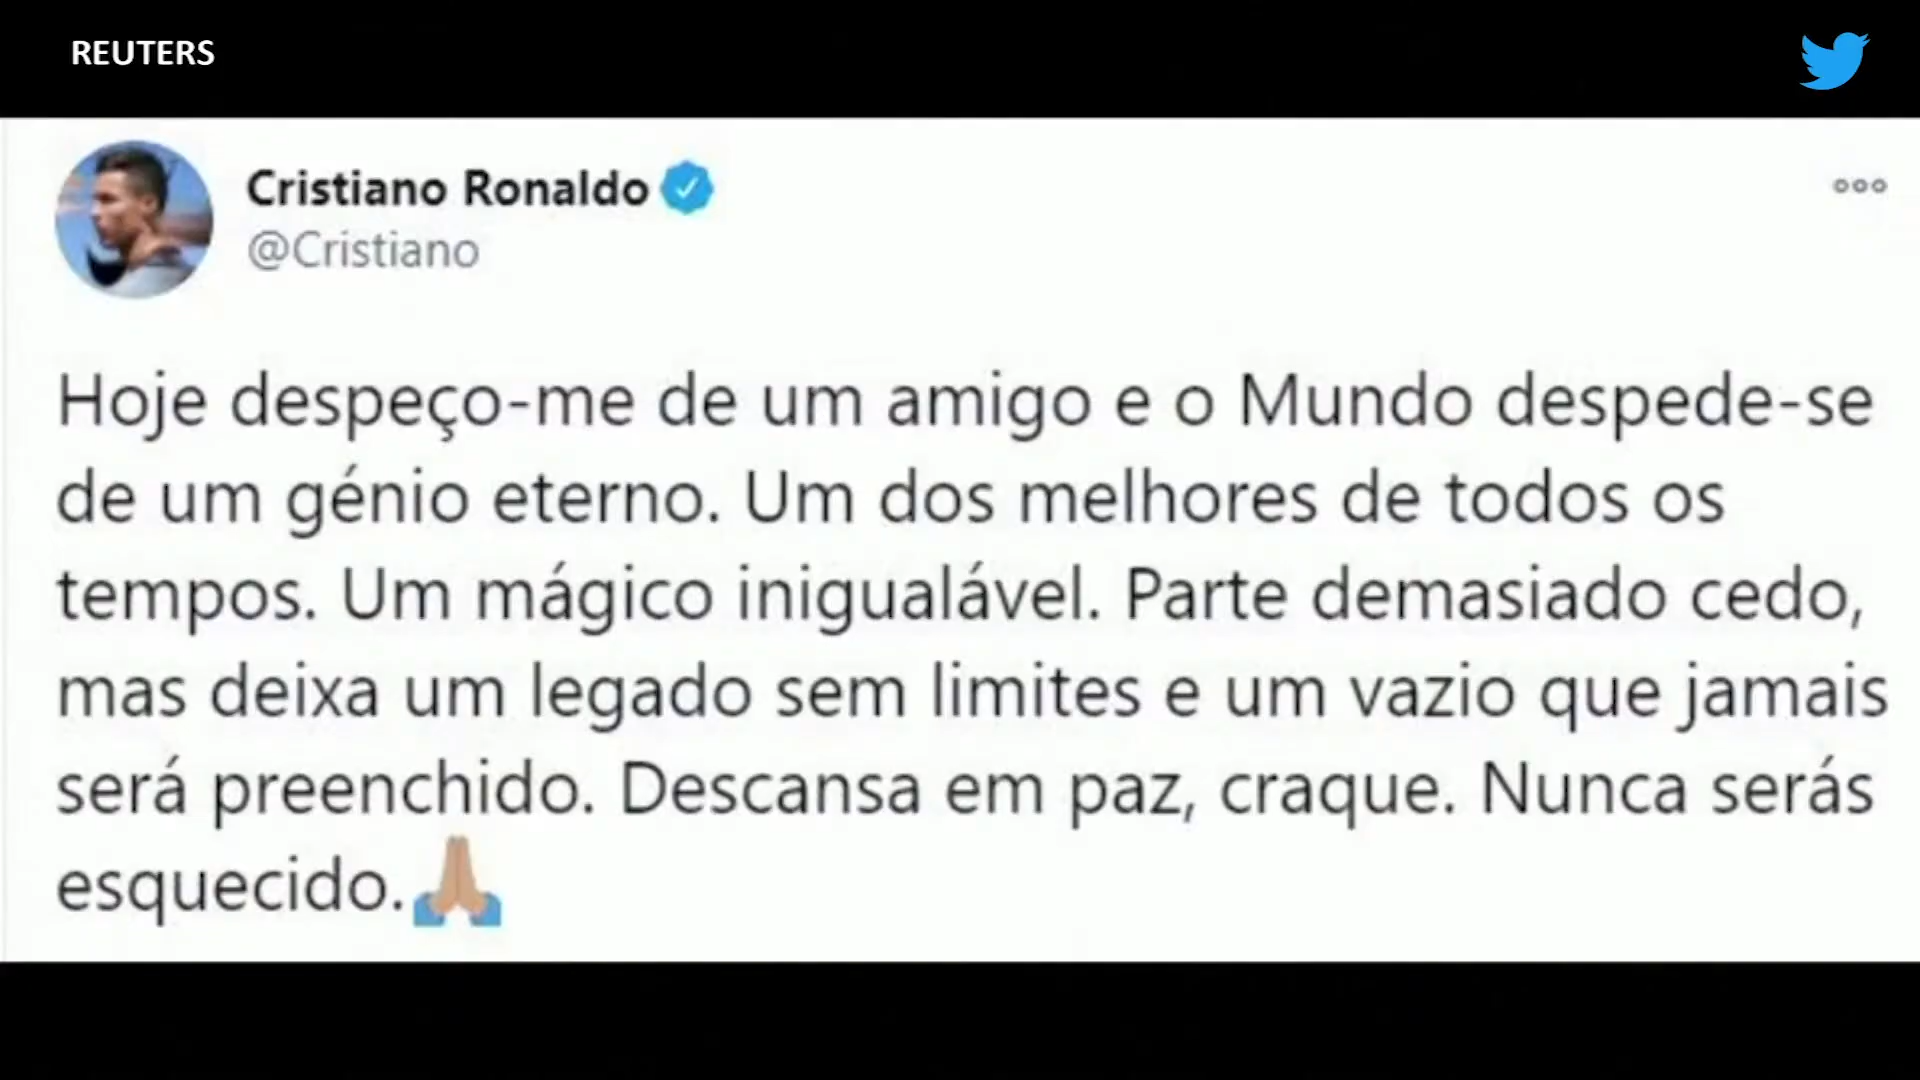 REUTERS
Cristiano Ronaldo
@Cristiano
Hoje despeço-me de um amigo e o Mundo despede-se
de um génio eterno. Um dos melhores de todos os
tempos. Um mágico inigualável. Parte demasiado cedo,
mas deixa um legado sem limites e um vazio que jamais
será preenchido. Descansa em paz, craque. Nunca serás
esquecido.🙏🏽